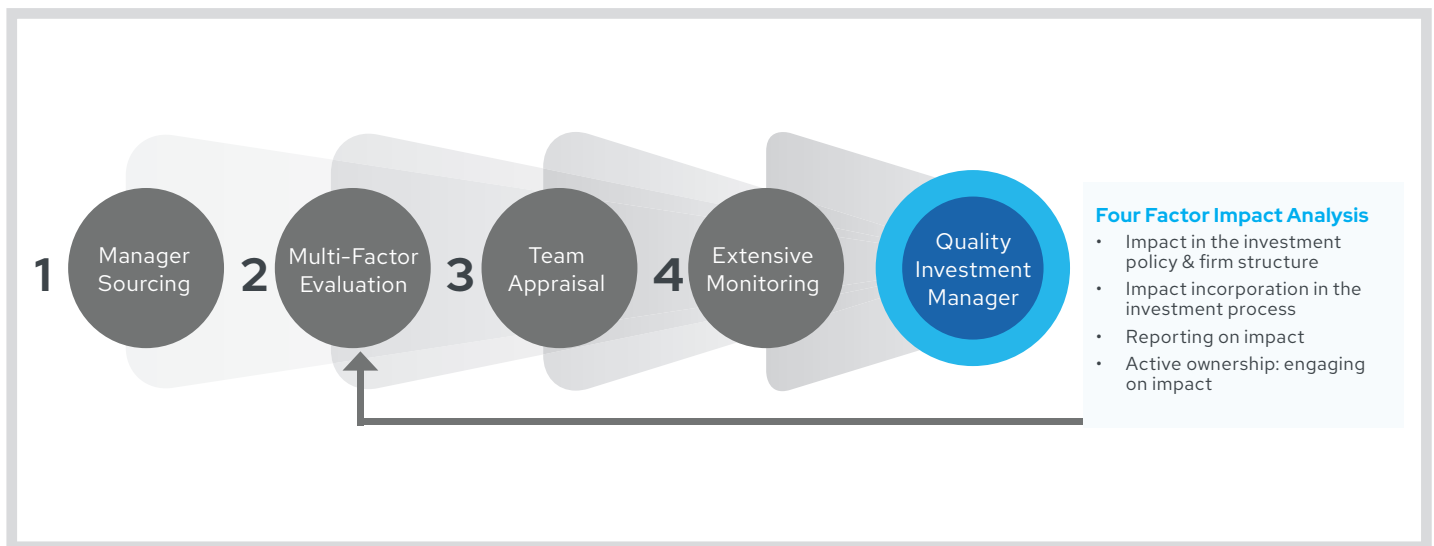 1
Manager
Sourcing
2
Multi-Factor
Evaluation
3
Team
Appraisal
4
Extensive
Monitoring
Quality
Investment
Manager
Four Factor Impact Analysis
• Impact in the investment
policy & firm structure
• Impact incorporation in the
investment process
• Reporting on impact
• Active ownership: engaging
on impact